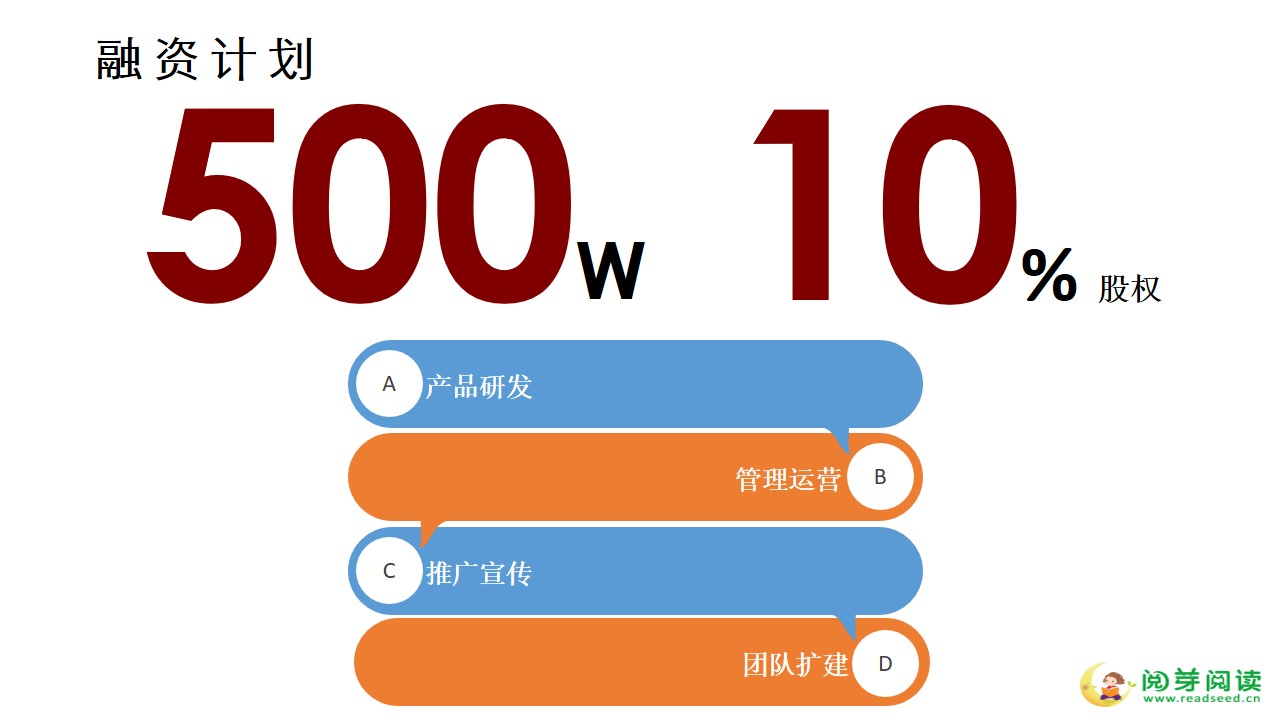 融资计划
500W 10% 股权
A 产品研发
管理运营 B
C 推广宣传
团队扩建 D
阅芽阅读
www.readseed.cn